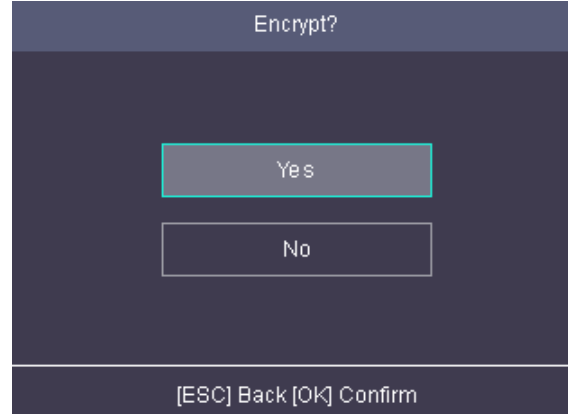 Encrypt?
Yes
No
[ESC] Back [OK] Confirm